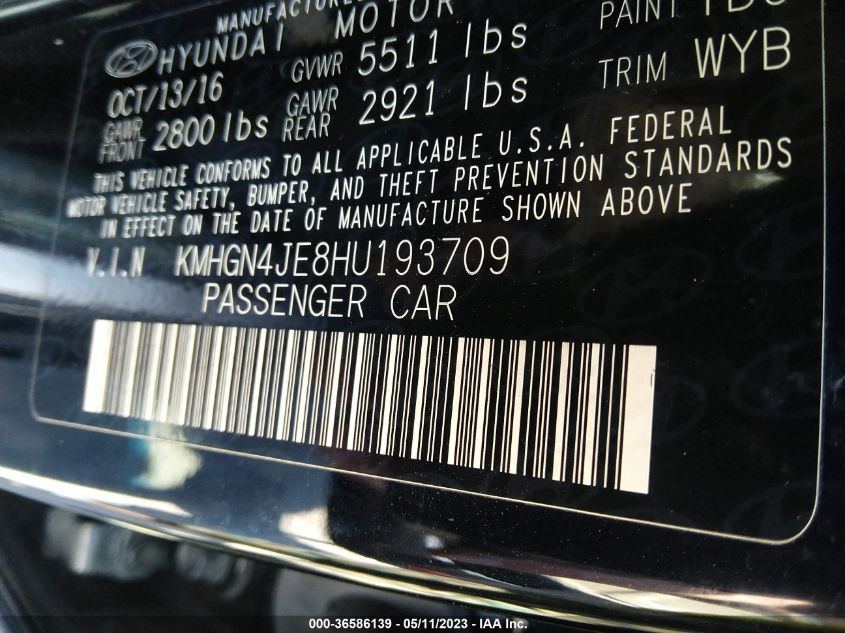 MANUFACTURED
HYUNDAI MOTOR
OCT/13/16 GVWR 5511 lbs PAINT
GAWR FRONT 2800 lbs GAWR REAR 2921 lbs TRIM WYB
THIS VEHICLE CONFORMS TO ALL APPLICABLE U.S.A. FEDERAL
MOTOR VEHICLE SAFETY, BUMPER, AND THEFT PREVENTION STANDARDS
IN EFFECT ON THE DATE OF MANUFACTURE SHOWN ABOVE
V.I.N KMHGN4JE8HU193709
PASSENGER CAR
000-36586139 - 05/11/2023 - IAA Inc.